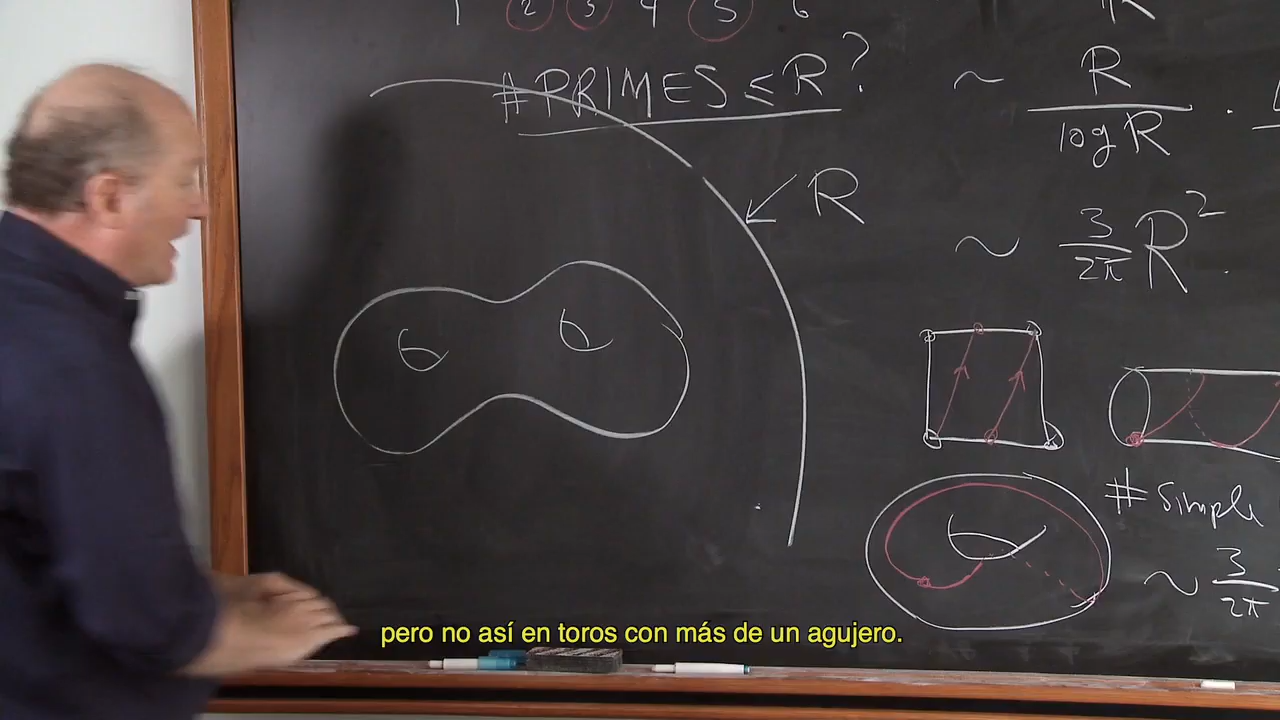 1 2 3 4 5 6
#PRIMES ≤ R?
~ R / log R ·
R
~ 3/2π R² .
# Simple
~ 3/2π
pero no así en toros con más de un agujero.